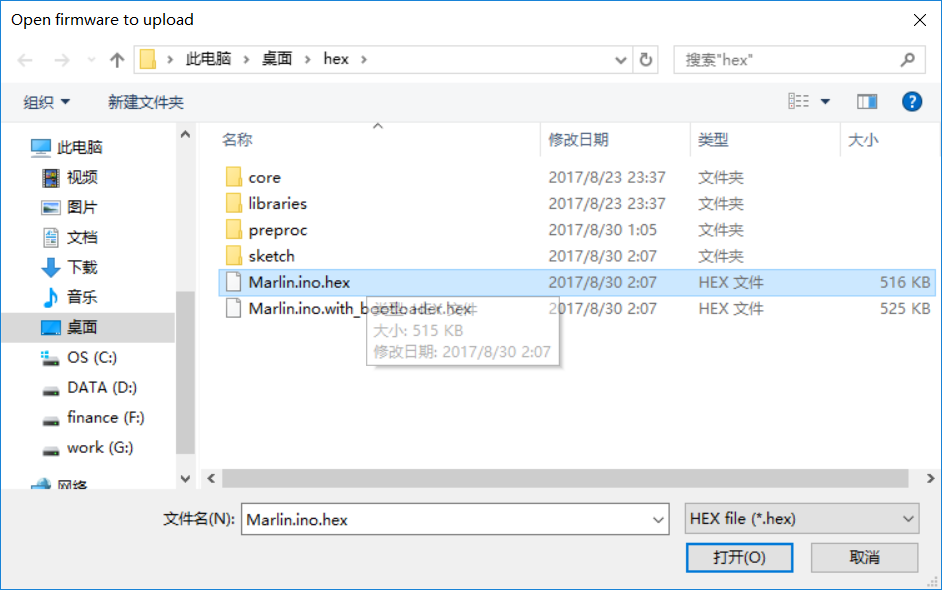 Open firmware to upload
此电脑 桌面 hex
搜索"hex"
组织 新建文件夹
此电脑
视频
图片
文档
下载
音乐
桌面
OS (C:)
DATA (D:)
finance (F:)
work (G:)
网络
名称 修改日期 类型 大小
core 2017/8/23 23:37 文件夹
libraries 2017/8/23 23:37 文件夹
preproc 2017/8/30 1:05 文件夹
sketch 2017/8/30 2:07 文件夹
Marlin.ino.hex 2017/8/30 2:07 HEX 文件 516 KB
Marlin.ino.with_bootloader.hex 2017/8/30 2:07 HEX 文件 525 KB
类型: HEX 文件
大小: 515 KB
修改日期: 2017/8/30 2:07
文件名(N): Marlin.ino.hex HEX file (*.hex)
打开(O) 取消